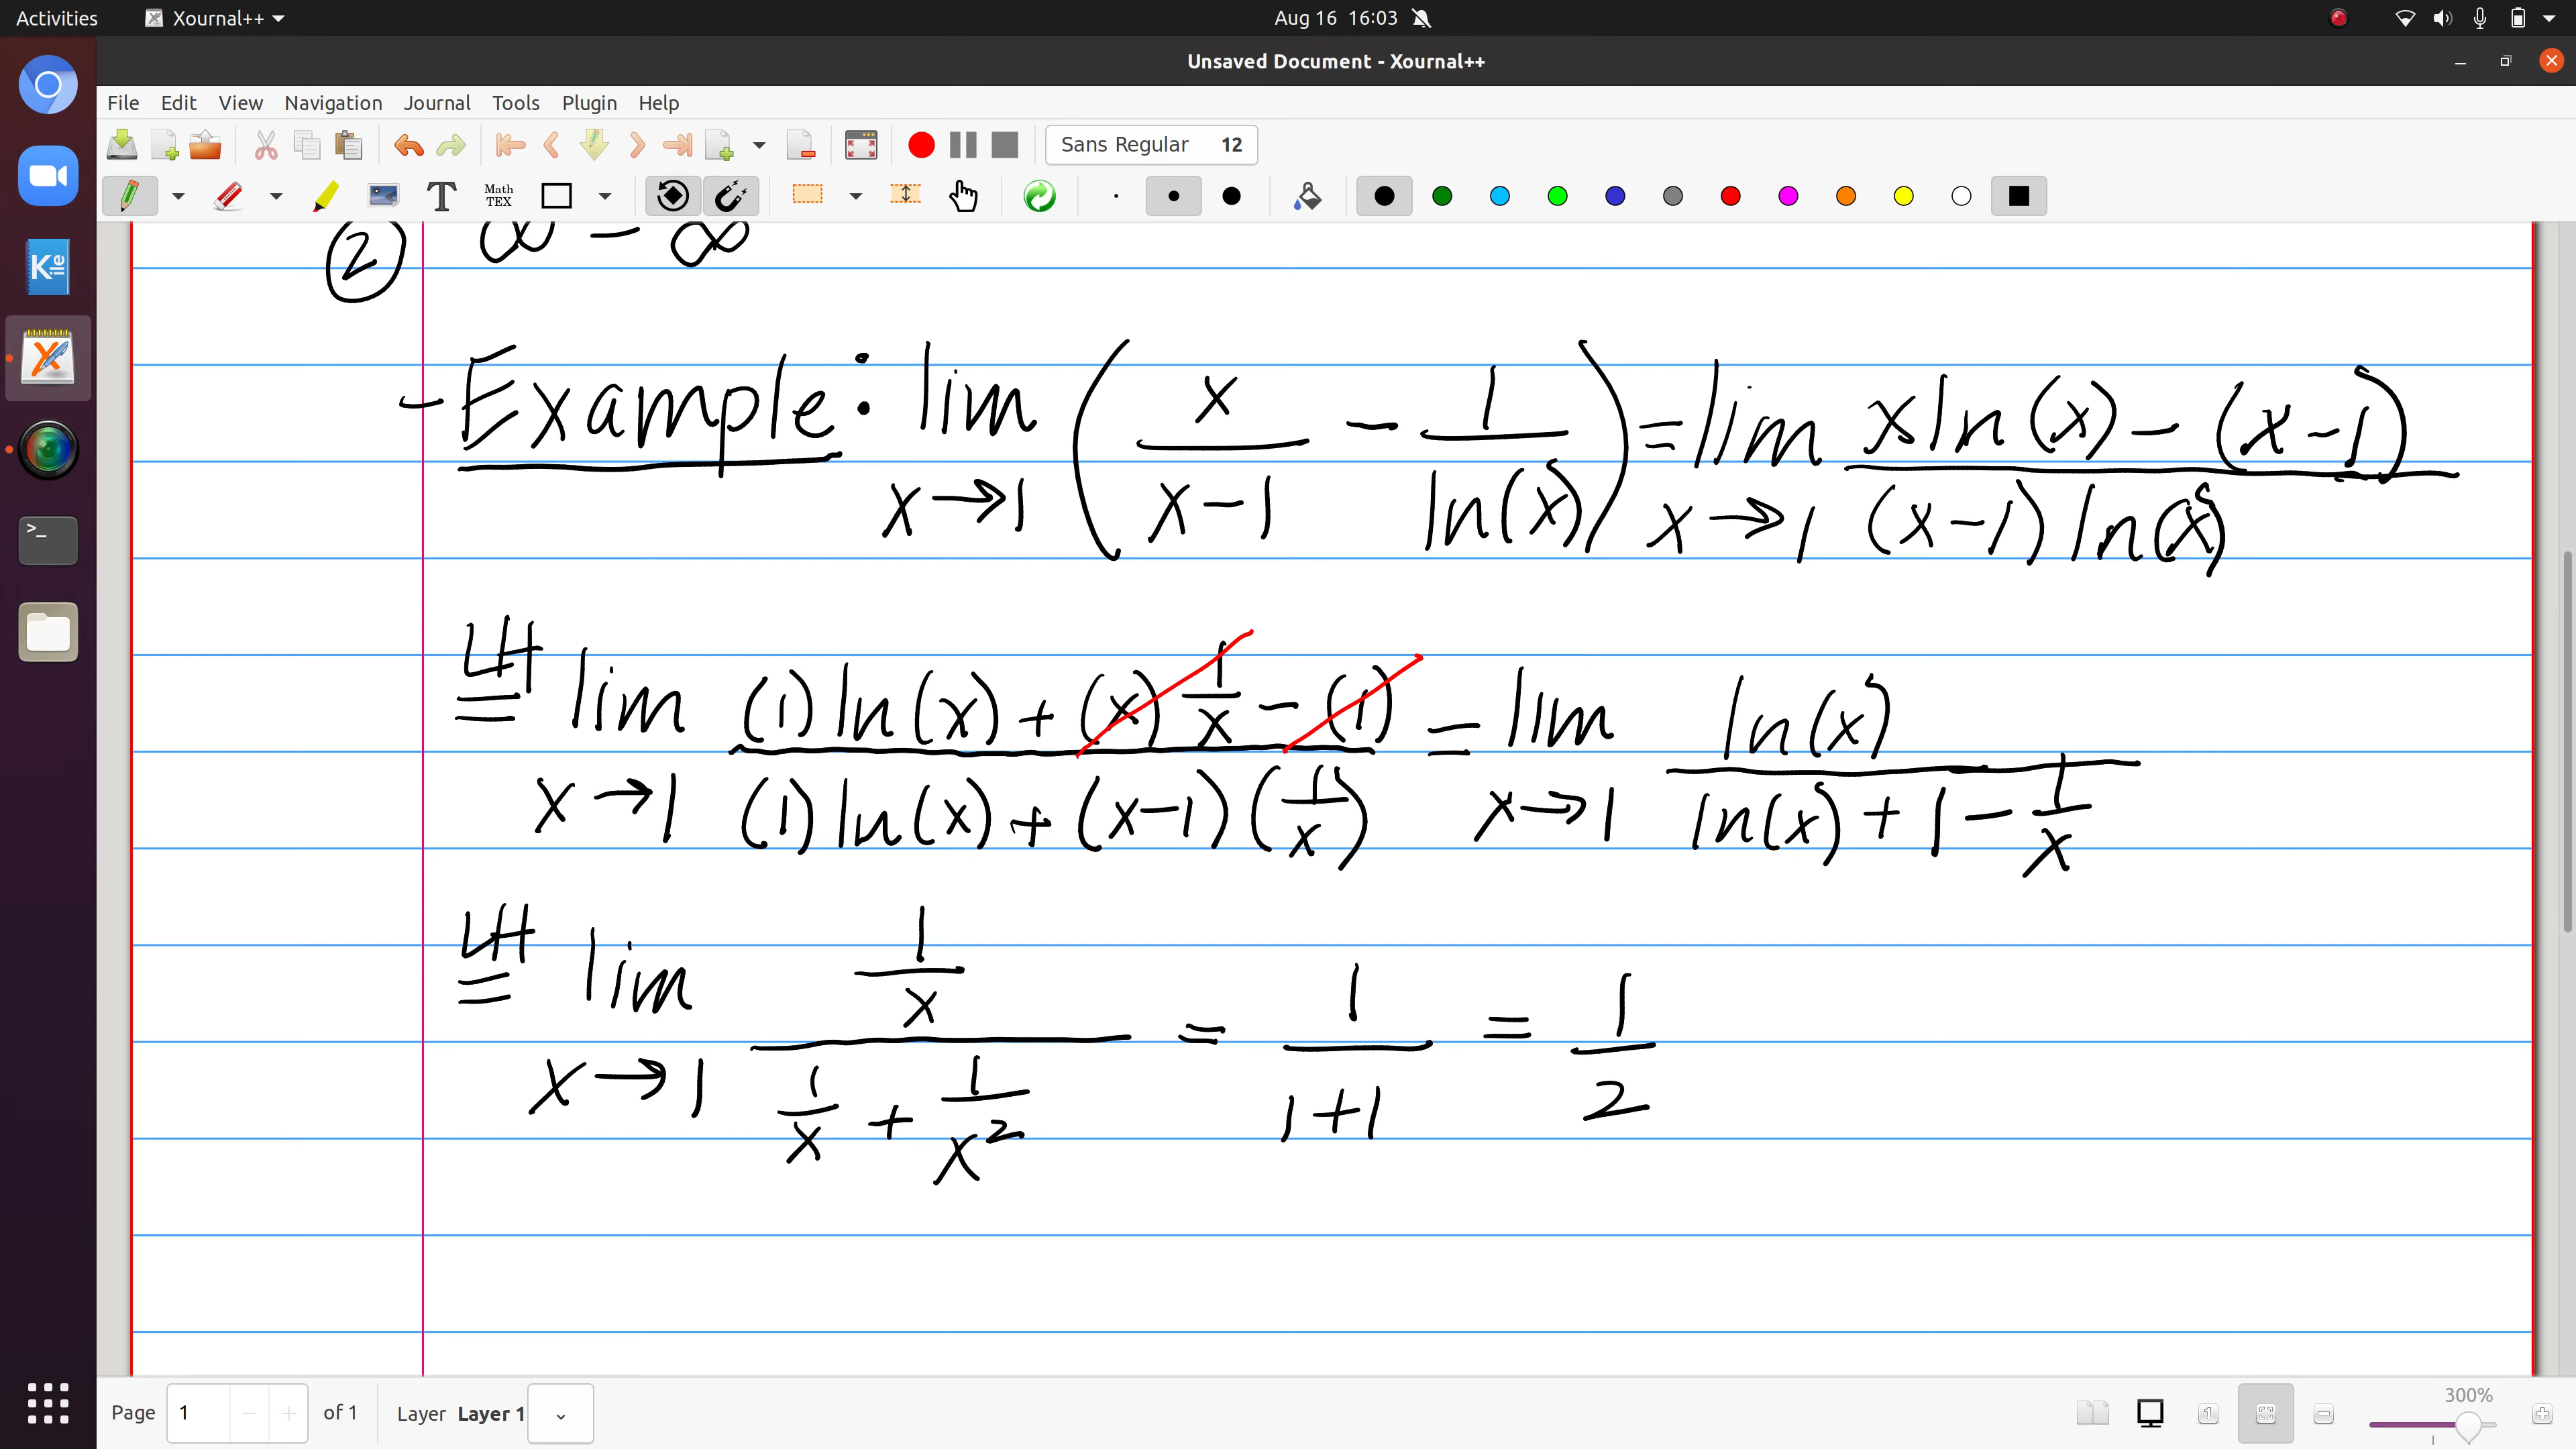 Activities Xournal++ Aug 16 16:03
Unsaved Document - Xournal++
File Edit View Navigation Journal Tools Plugin Help
Sans Regular 12
T Math TEX
② ∞ - ∞
- Example: lim x→1 ( x/(x-1) - 1/ln(x) ) = lim x→1 (x ln(x) - (x-1))/((x-1) ln(x))
LH = lim x→1 ((1) ln(x) + (x) 1/x - (1))/((1) ln(x) + (x-1)(1/x)) = lim x→1 ln(x)/(ln(x) + 1 - 1/x)
LH = lim x→1 (1/x)/(1/x + 1/x²) = 1/(1+1) = 1/2
Page 1 of 1 Layer Layer 1 300%